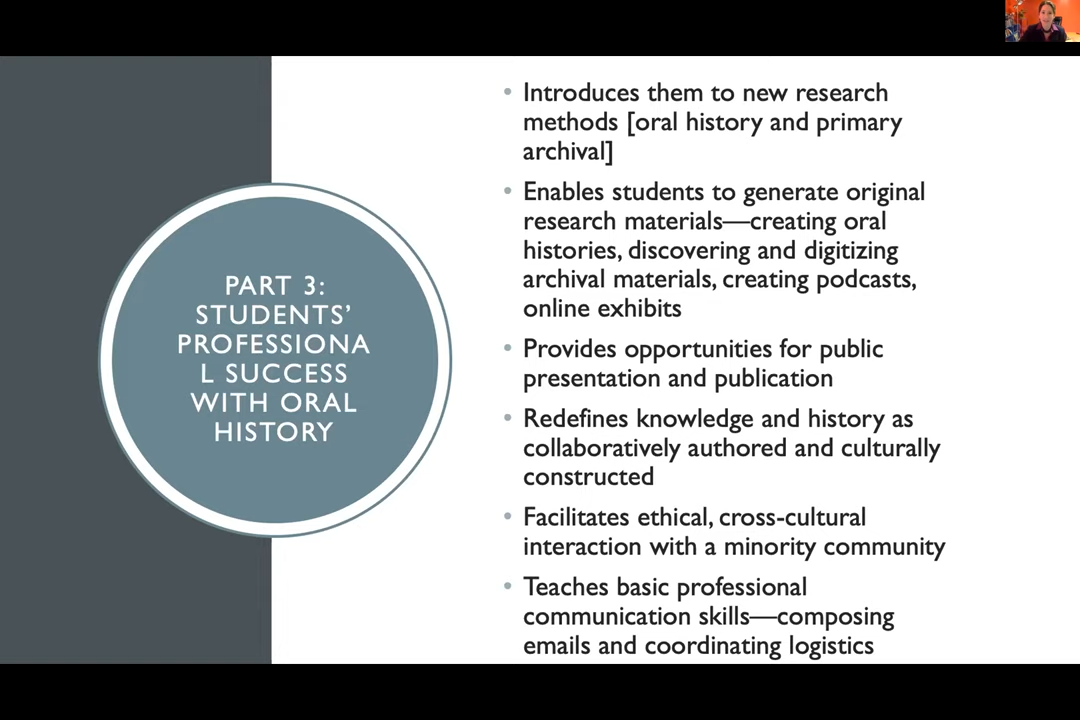 PART 3:
STUDENTS’
PROFESSIONA
L SUCCESS
WITH ORAL
HISTORY
• Introduces them to new research
methods [oral history and primary
archival]
• Enables students to generate original
research materials—creating oral
histories, discovering and digitizing
archival materials, creating podcasts,
online exhibits
• Provides opportunities for public
presentation and publication
• Redefines knowledge and history as
collaboratively authored and culturally
constructed
• Facilitates ethical, cross-cultural
interaction with a minority community
• Teaches basic professional
communication skills—composing
emails and coordinating logistics